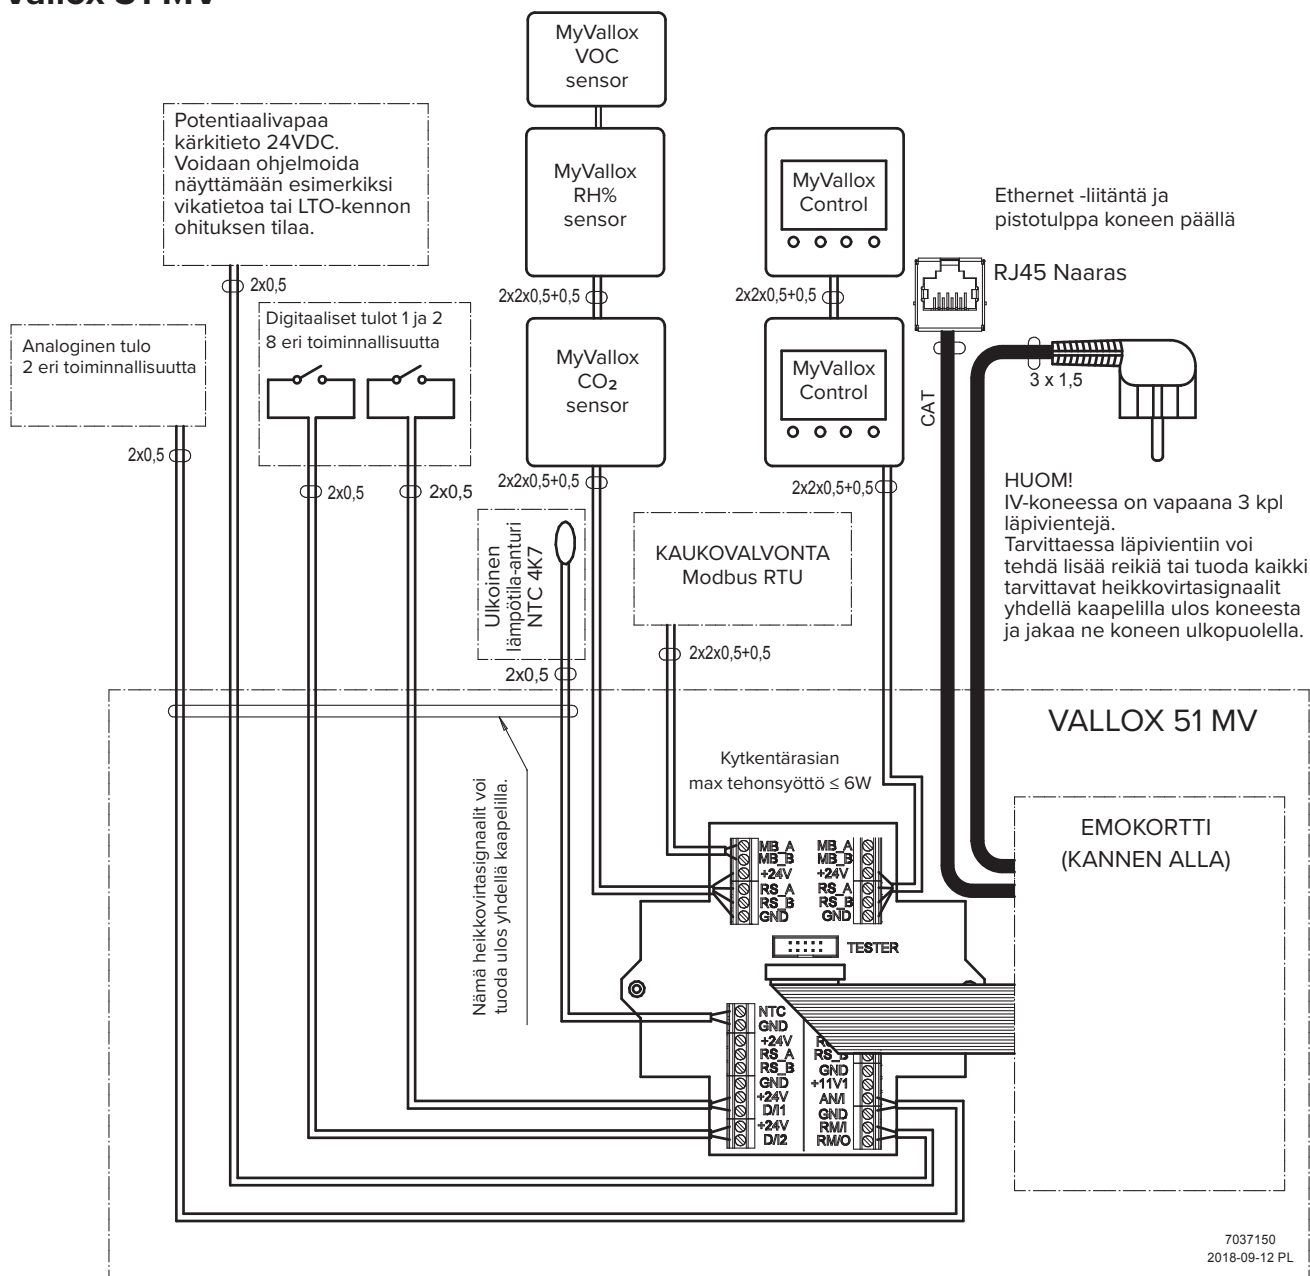 Vallox 51 MV
MyVallox
VOC
sensor
Potentiaalivapaa
kärkitieto 24VDC.
Voidaan ohjelmoida
näyttämään esimerkiksi
vikatietoa tai LTO-kennon
ohituksen tilaa.
MyVallox
RH%
sensor
MyVallox
Control
Ethernet -liitäntä ja
pistotulppa koneen päällä
RJ45 Naaras
2x0,5
2x2x0,5+0,5
2x2x0,5+0,5
Digitaaliset tulot 1 ja 2
8 eri toiminnallisuutta
Analoginen tulo
2 eri toiminnallisuutta
MyVallox
CO₂
sensor
MyVallox
Control
3 x 1,5
CAT
2x0,5
2x0,5
2x0,5
2x2x0,5+0,5
2x2x0,5+0,5
HUOM!
IV-koneessa on vapaana 3 kpl
läpivientejä.
Tarvittaessa läpivientiin voi
tehdä lisää reikiä tai tuoda kaikki
tarvittavat heikkovirtasignaalit
yhdellä kaapelilla ulos koneesta
ja jakaa ne koneen ulkopuolella.
Ulkoinen
lämpötila-anturi
NTC 4K7
KAUKOVALVONTA
Modbus RTU
2x0,5
2x2x0,5+0,5
VALLOX 51 MV
Kytkentärasian
max tehonsyöttö ≤ 6W
Nämä heikkovirtasignaalit voi
tuoda ulos yhdellä kaapelilla.
EMOKORTTI
(KANNEN ALLA)
MB_A MB_A
MB_B MB_B
+24V +24V
RS_A RS_A
RS_B RS_B
GND GND
TESTER
NTC
GND
+24V
RS_A RS_B
RS_B GND
GND +11V1
+24V AN/I
D/I1 GND
+24V RM/I
D/I2 RM/O
7037150
2018-09-12 PL